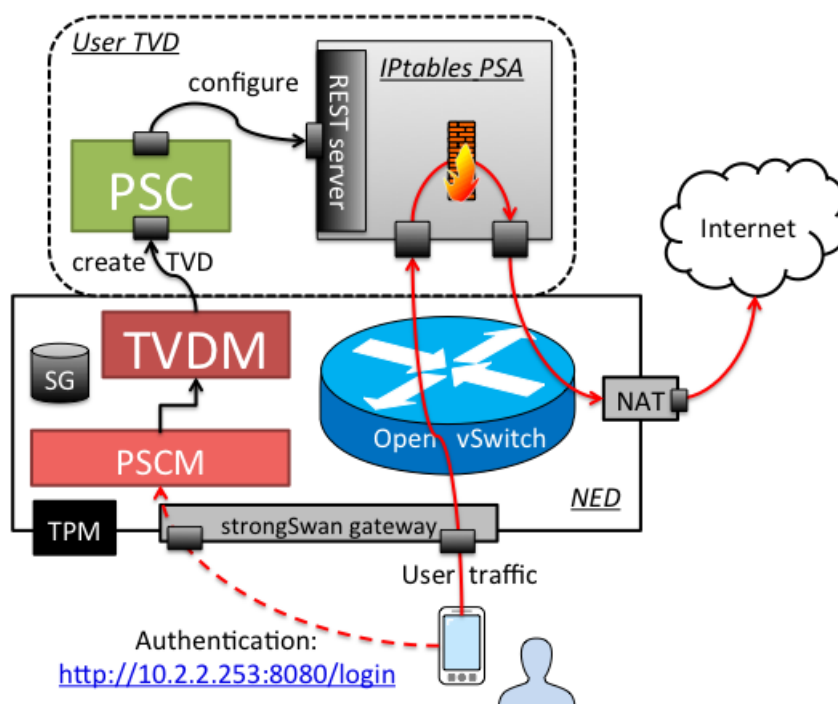 User TVD
IPtables PSA
configure
REST server
PSC
create TVD
Internet
TVDM
SG
NAT
Open vSwitch
PSCM
NED
TPM
strongSwan gateway
User traffic
Authentication:
http://10.2.2.253:8080/login